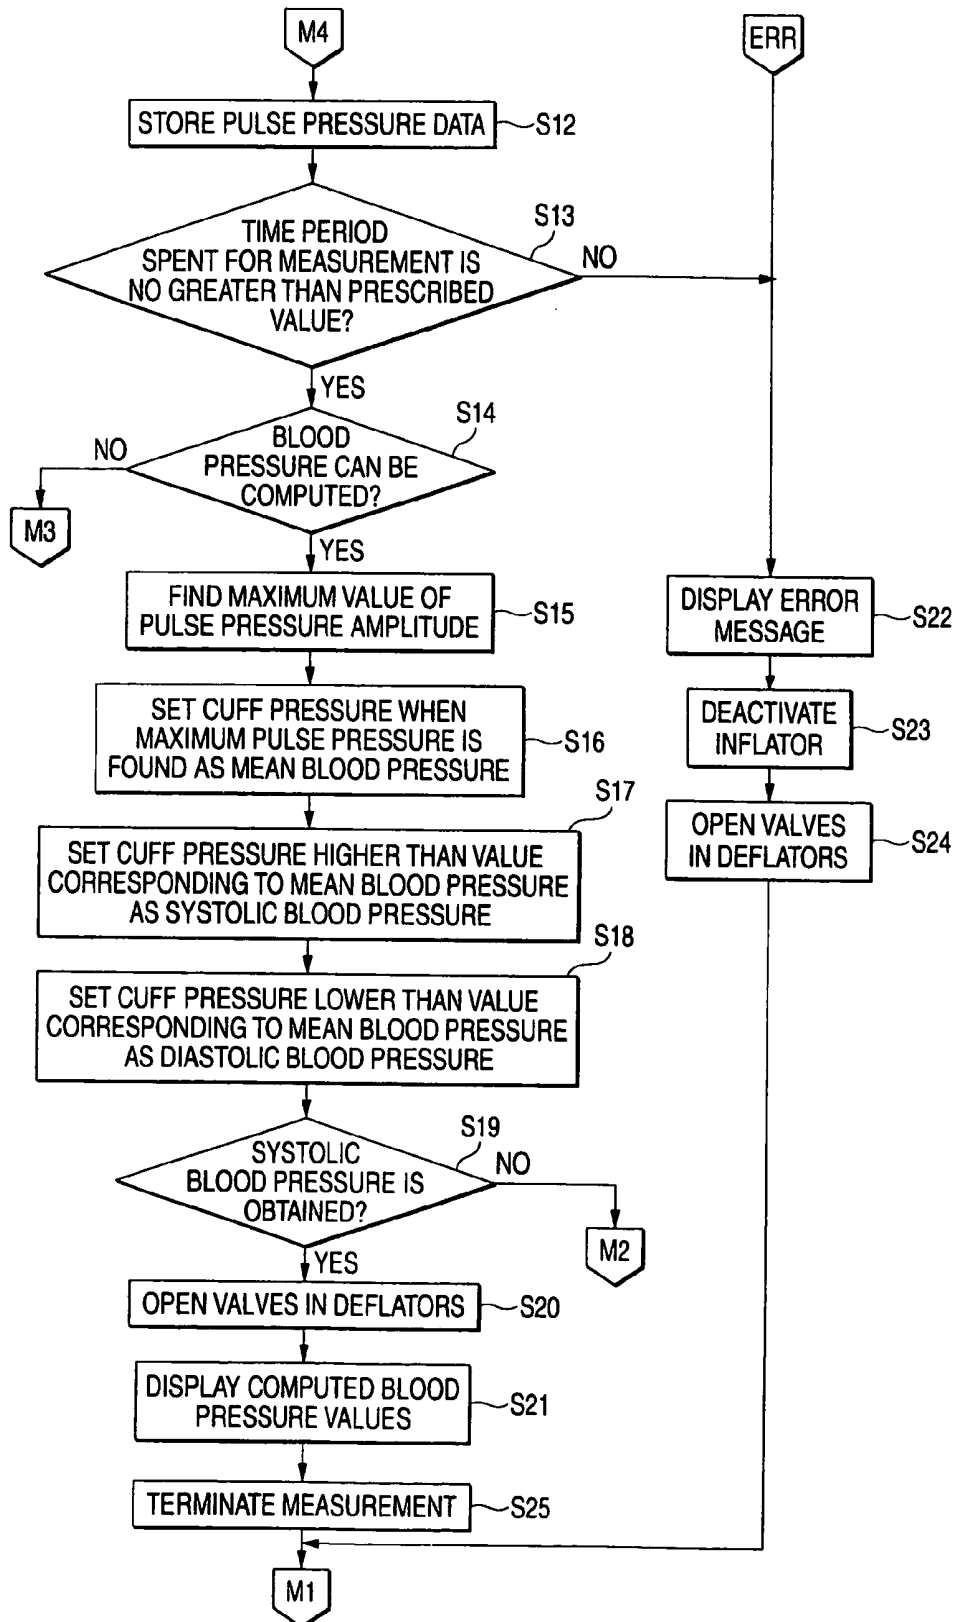 M4
ERR
STORE PULSE PRESSURE DATA
S12
TIME PERIOD
SPENT FOR MEASUREMENT IS
NO GREATER THAN PRESCRIBED
VALUE?
S13
NO
YES
BLOOD
PRESSURE CAN BE
COMPUTED?
S14
NO
M3
YES
FIND MAXIMUM VALUE OF
PULSE PRESSURE AMPLITUDE
S15
SET CUFF PRESSURE WHEN
MAXIMUM PULSE PRESSURE IS
FOUND AS MEAN BLOOD PRESSURE
S16
SET CUFF PRESSURE HIGHER THAN VALUE
CORRESPONDING TO MEAN BLOOD PRESSURE
AS SYSTOLIC BLOOD PRESSURE
S17
SET CUFF PRESSURE LOWER THAN VALUE
CORRESPONDING TO MEAN BLOOD PRESSURE
AS DIASTOLIC BLOOD PRESSURE
S18
SYSTOLIC
BLOOD PRESSURE IS
OBTAINED?
S19
NO
M2
YES
OPEN VALVES IN DEFLATORS
S20
DISPLAY COMPUTED BLOOD
PRESSURE VALUES
S21
TERMINATE MEASUREMENT
S25
M1
DISPLAY ERROR
MESSAGE
S22
DEACTIVATE
INFLATOR
S23
OPEN VALVES
IN DEFLATORS
S24